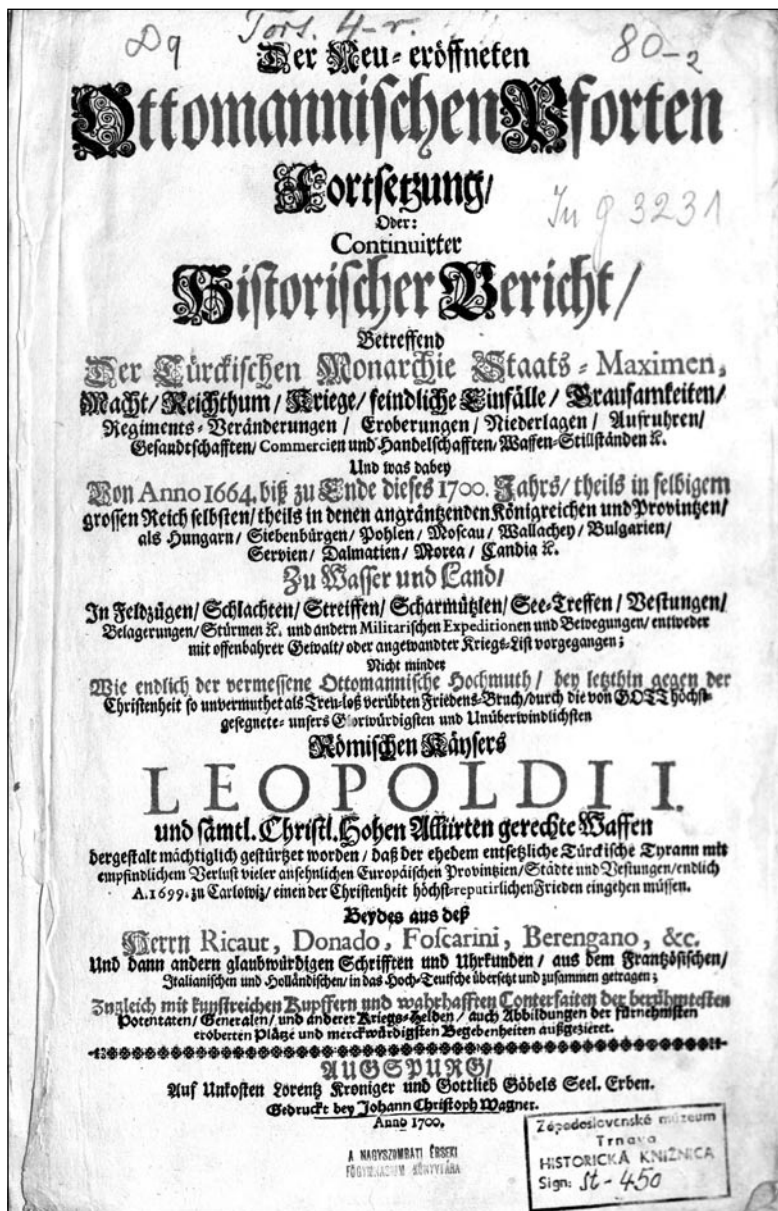 Dq Tors. 4-r. 80-2
Der Neu-eröffneten
Ottomannischen Pforten
Fortsetzung/
In g 3231
Oder:
Continuirter
Historischer Bericht/
Betreffend
Der Türckischen Monarchie Staats-Maximen,
Macht/ Reichthum/ Kriege/ feindliche Einfälle/ Grausamkeiten/
Regiments-Veränderungen/ Eroberungen/ Niederlagen/ Aufruhren/
Gesandtschafften/ Commercien und Handelschafften/ Waffen-Stillständen &c.
Und was dabey
Von Anno 1664. biß zu Ende dieses 1700. Jahrs/ theils in selbigem
grossen Reich selbsten/ theils in denen angräntzenden Königreichen und Provintzen/
als Hungarn/ Siebenbürgen/ Pohlen/ Moscau/ Wallachey/ Bulgarien/
Servien/ Dalmatien/ Morea/ Candia &c.
Zu Wasser und Land/
In Feldzügen/ Schlachten/ Streiffen/ Scharmützlen/ See-Treffen/ Vestungen/
Belagerungen/ Stürmen &c. und andern Militarischen Expeditionen und Bewegungen/ entweder
mit offenbahrer Gewalt/ oder angewandter Kriegs-List vorgegangen;
Nicht minder
Wie endlich der vermessene Ottomannische Hochmuth/ bey letzthin gegen der
Christenheit so unvermuthet als Treu-loß verübten Friedens-Bruch/ durch die von GOTT höchst-
gesegnete- unsers Glorwürdigsten und Unüberwindlichsten
Römischen Käysers
LEOPOLDI I.
und sämtl. Christl. Hohen Alliirten gerechte Waffen
dergestalt mächtiglich gestürtzet worden/ daß der ehedem entsetzliche Türckische Tyrann mit
empfindlichem Verlust vieler ansehnlichen Europäischen Provintzien/ Städte und Vestungen/ endlich
A. 1699. zu Carlowiz/ einen der Christenheit höchst-reputirlichen Frieden eingehen müssen.
Beydes aus deß
Herrn Ricaut, Donado, Foscarini, Berengano, &c.
Und dann andern glaubwürdigen Schrifften und Uhrkunden/ aus dem Frantzösischen/
Italianischen und Holländischen/ in das Hoch-Teutsche übersetzt und zusammen getragen;
Zugleich mit kunstreichen Kupffern und wahrhafften Conterfaiten der berühmtesten
Potentaten/ Generalen/ und anderer Kriegs-Helden/ auch Abbildungen der fürnehmsten
eroberten Plätze und merckwürdigsten Begebenheiten außgezieret.
AUGSPURG/
Auf Unkosten Lorentz Kroniger und Gottlieb Göbels Seel. Erben.
Gedruckt bey Johann Christoph Wagner.
Anno 1700.
A NAGYSZOMBATI ÉRSEKI
FŐGYMNASIUM KÖNYVTÁRA
Západoslovenské múzeum
Trnava
HISTORICKÁ KNIŽNICA
Sign: St-450